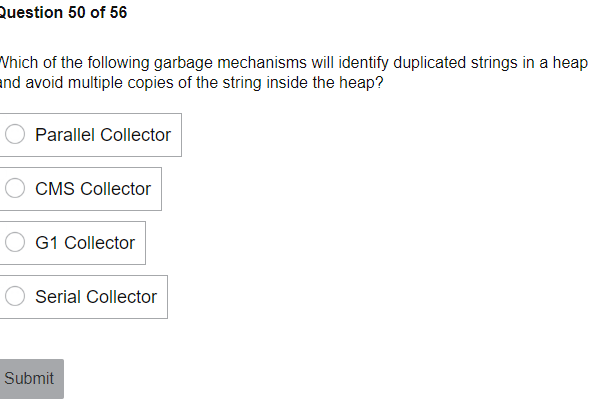 Question 50 of 56
Which of the following garbage mechanisms will identify duplicated strings in a heap
and avoid multiple copies of the string inside the heap?
Parallel Collector
CMS Collector
G1 Collector
Serial Collector
Submit